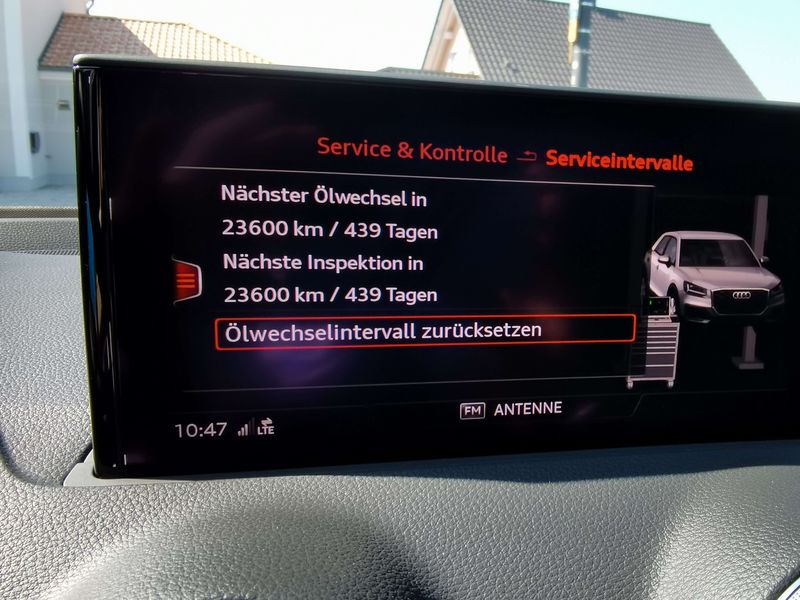 Service & Kontrolle Serviceintervalle
Nächster Ölwechsel in
23600 km / 439 Tagen
Nächste Inspektion in
23600 km / 439 Tagen
Ölwechselintervall zurücksetzen
FM ANTENNE
10:47 LTE